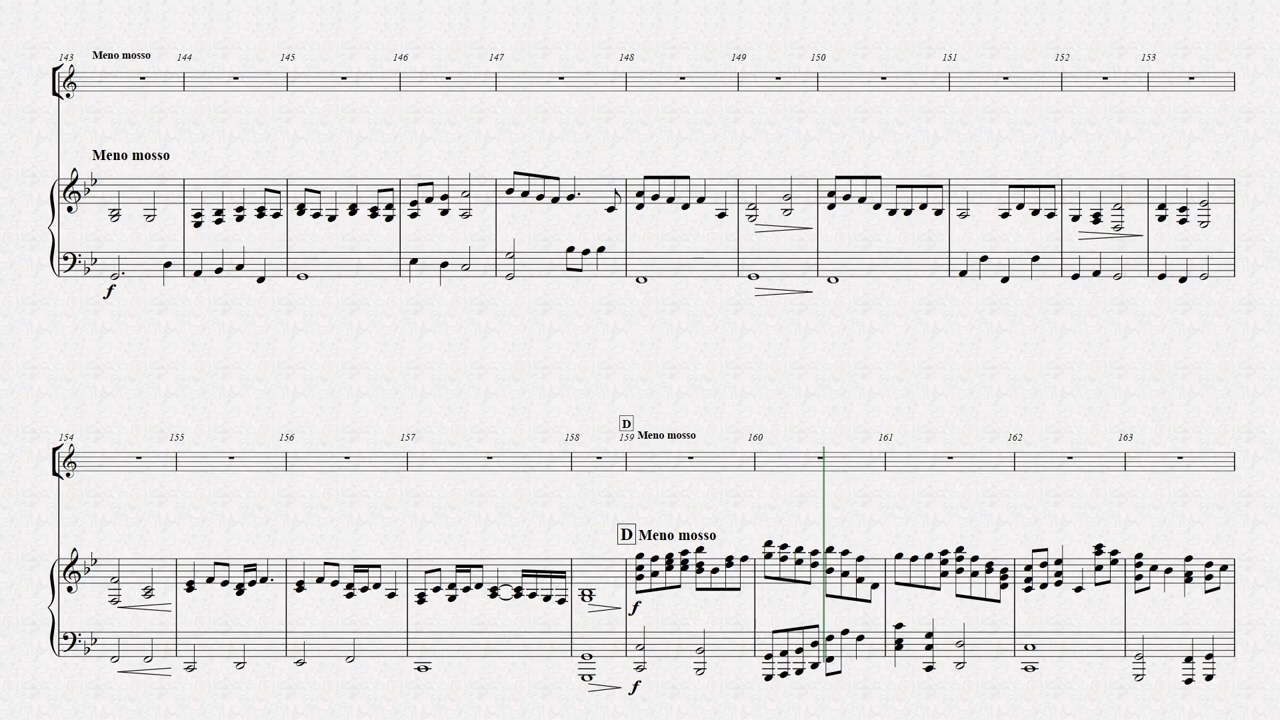 143 Meno mosso 144 145 146 147 148 149 150 151 152 153
Meno mosso
f
D
154 155 156 157 158 159 Meno mosso 160 161 162 163
D Meno mosso
f
f